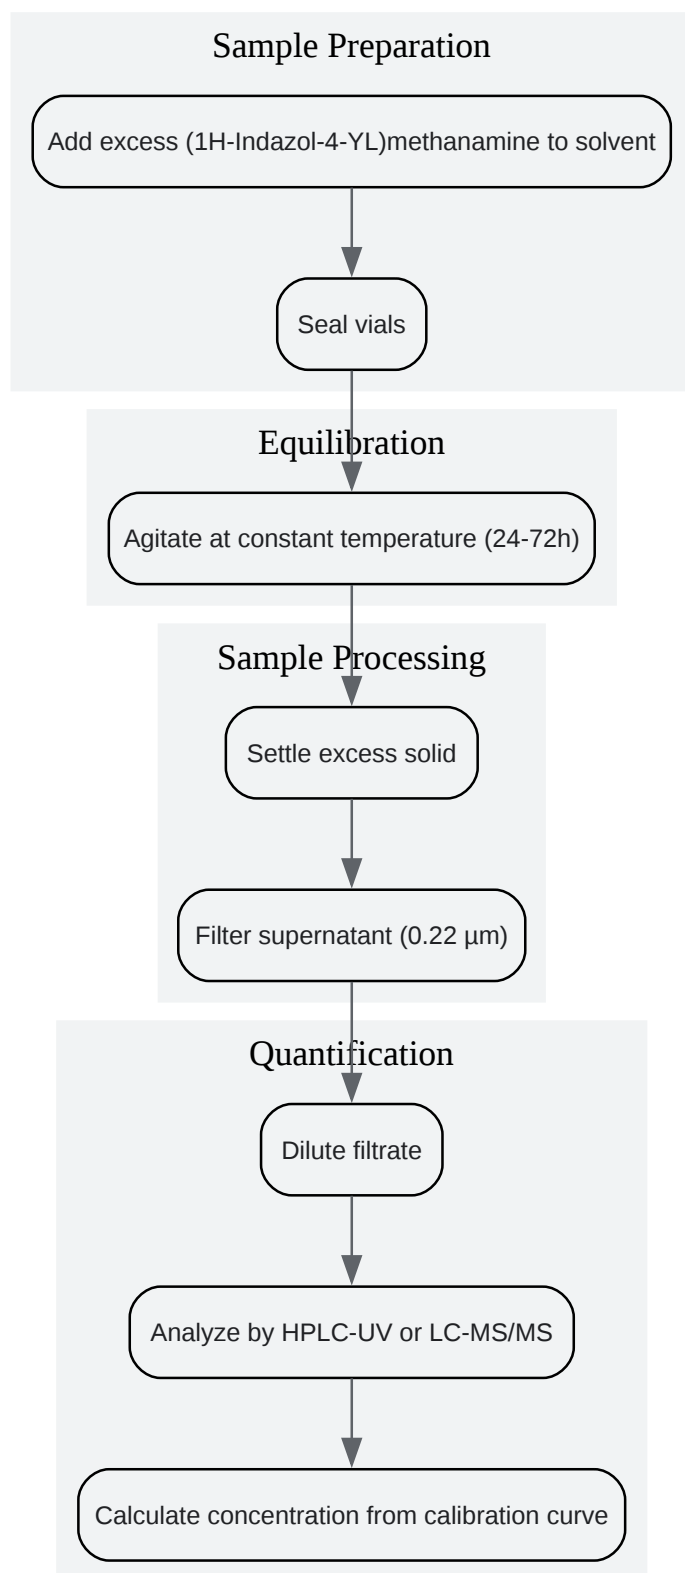 Sample Preparation
Add excess (1H-Indazol-4-YL)methanamine to solvent
Seal vials
Equilibration
Agitate at constant temperature (24-72h)
Sample Processing
Settle excess solid
Filter supernatant (0.22 µm)
Quantification
Dilute filtrate
Analyze by HPLC-UV or LC-MS/MS
Calculate concentration from calibration curve